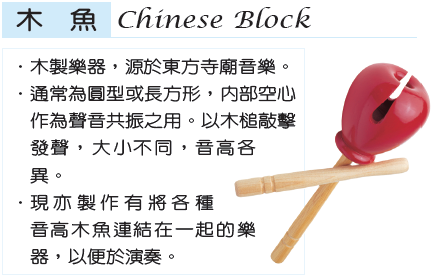 木 魚 Chinese Block
·木製樂器，源於東方寺廟音樂。
·通常為圓型或長方形，內部空心
作為聲音共振之用。以木槌敲擊
發聲，大小不同，音高各
異。
·現亦製作有將各種
音高木魚連結在一起的樂
器，以便於演奏。